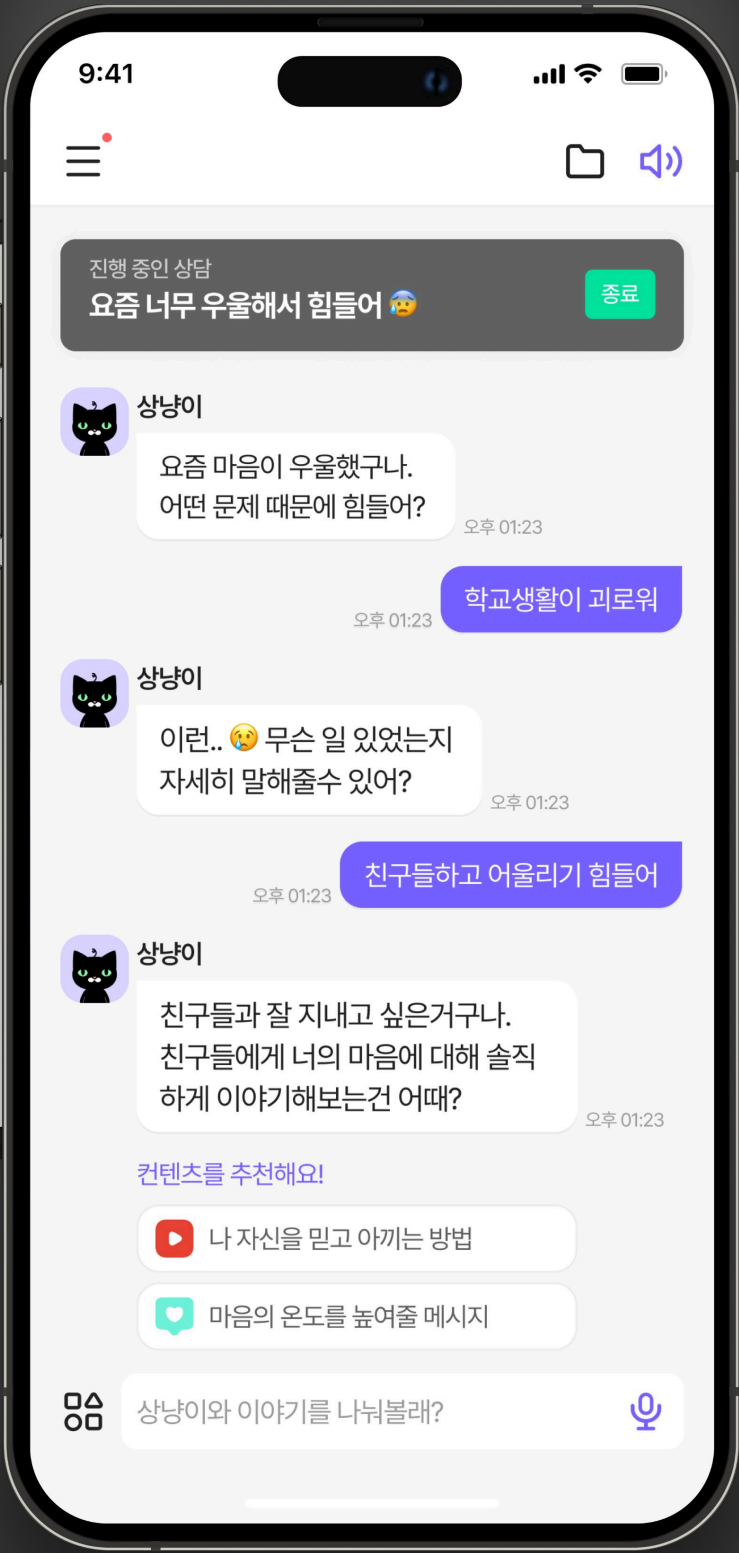 9:41
진행 중인 상담
요즘 너무 우울해서 힘들어 😰
종료
상냥이
요즘 마음이 우울했구나.
어떤 문제 때문에 힘들어?
오후 01:23
학교생활이 괴로워
오후 01:23
상냥이
이런.. 😢 무슨 일 있었는지
자세히 말해줄수 있어?
오후 01:23
친구들하고 어울리기 힘들어
오후 01:23
상냥이
친구들과 잘 지내고 싶은거구나.
친구들에게 너의 마음에 대해 솔직
하게 이야기해보는건 어때?
오후 01:23
컨텐츠를 추천해요!
나 자신을 믿고 아끼는 방법
마음의 온도를 높여줄 메시지
상냥이와 이야기를 나눠볼래?